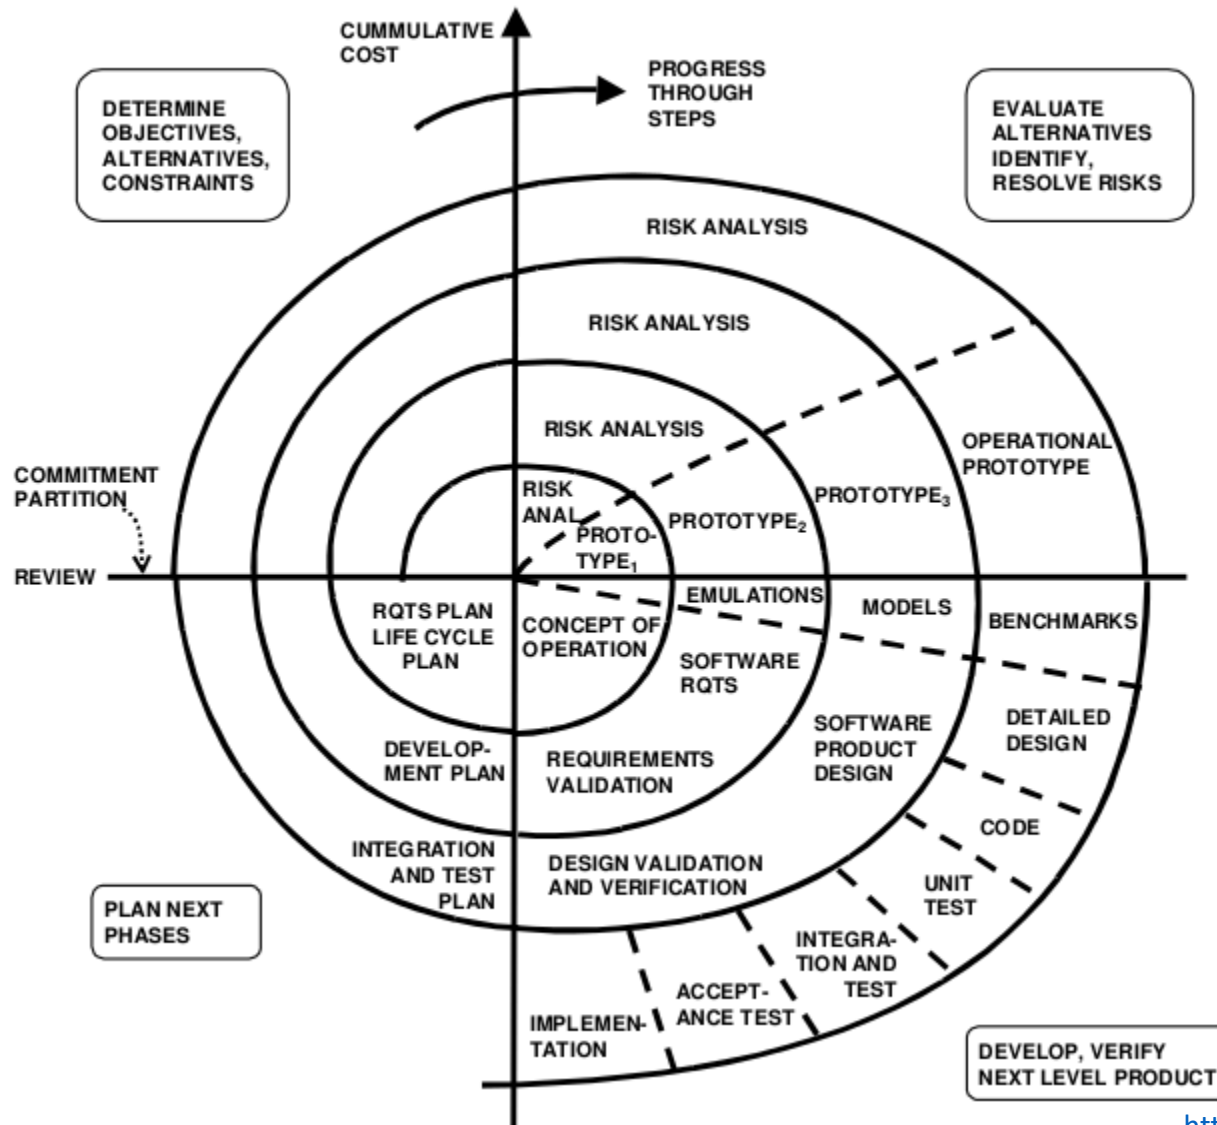 CUMMULATIVE
COST
PROGRESS
THROUGH
STEPS
DETERMINE
OBJECTIVES,
ALTERNATIVES,
CONSTRAINTS
EVALUATE
ALTERNATIVES
IDENTIFY,
RESOLVE RISKS
RISK ANALYSIS
RISK ANALYSIS
RISK ANALYSIS
RISK
ANAL.
PROTO-
TYPE1
PROTOTYPE2
PROTOTYPE3
OPERATIONAL
PROTOTYPE
COMMITMENT
PARTITION
REVIEW
EMULATIONS
MODELS
BENCHMARKS
RQTS PLAN
LIFE CYCLE
PLAN
CONCEPT OF
OPERATION
SOFTWARE
RQTS
SOFTWARE
PRODUCT
DESIGN
DETAILED
DESIGN
DEVELOP-
MENT PLAN
REQUIREMENTS
VALIDATION
CODE
INTEGRATION
AND TEST
PLAN
DESIGN VALIDATION
AND VERIFICATION
UNIT
TEST
PLAN NEXT
PHASES
INTEGRA-
TION AND
TEST
ACCEPT-
ANCE TEST
IMPLEMEN-
TATION
DEVELOP, VERIFY
NEXT LEVEL PRODUCT